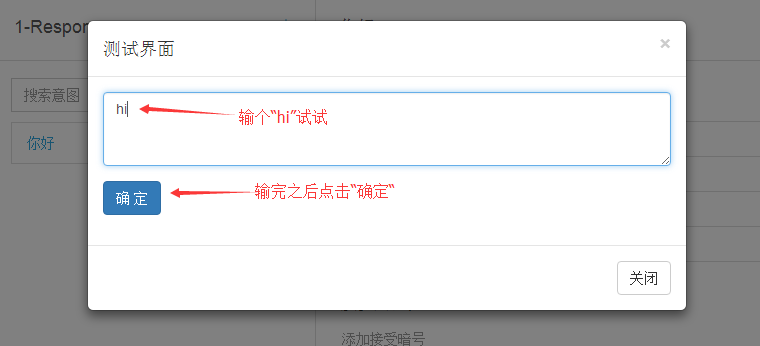 1-Respon
测试界面
×
搜索意图
hi
输个“hi”试试
你好
确 定
输完之后点击“确定“
关闭
添加接受暗号